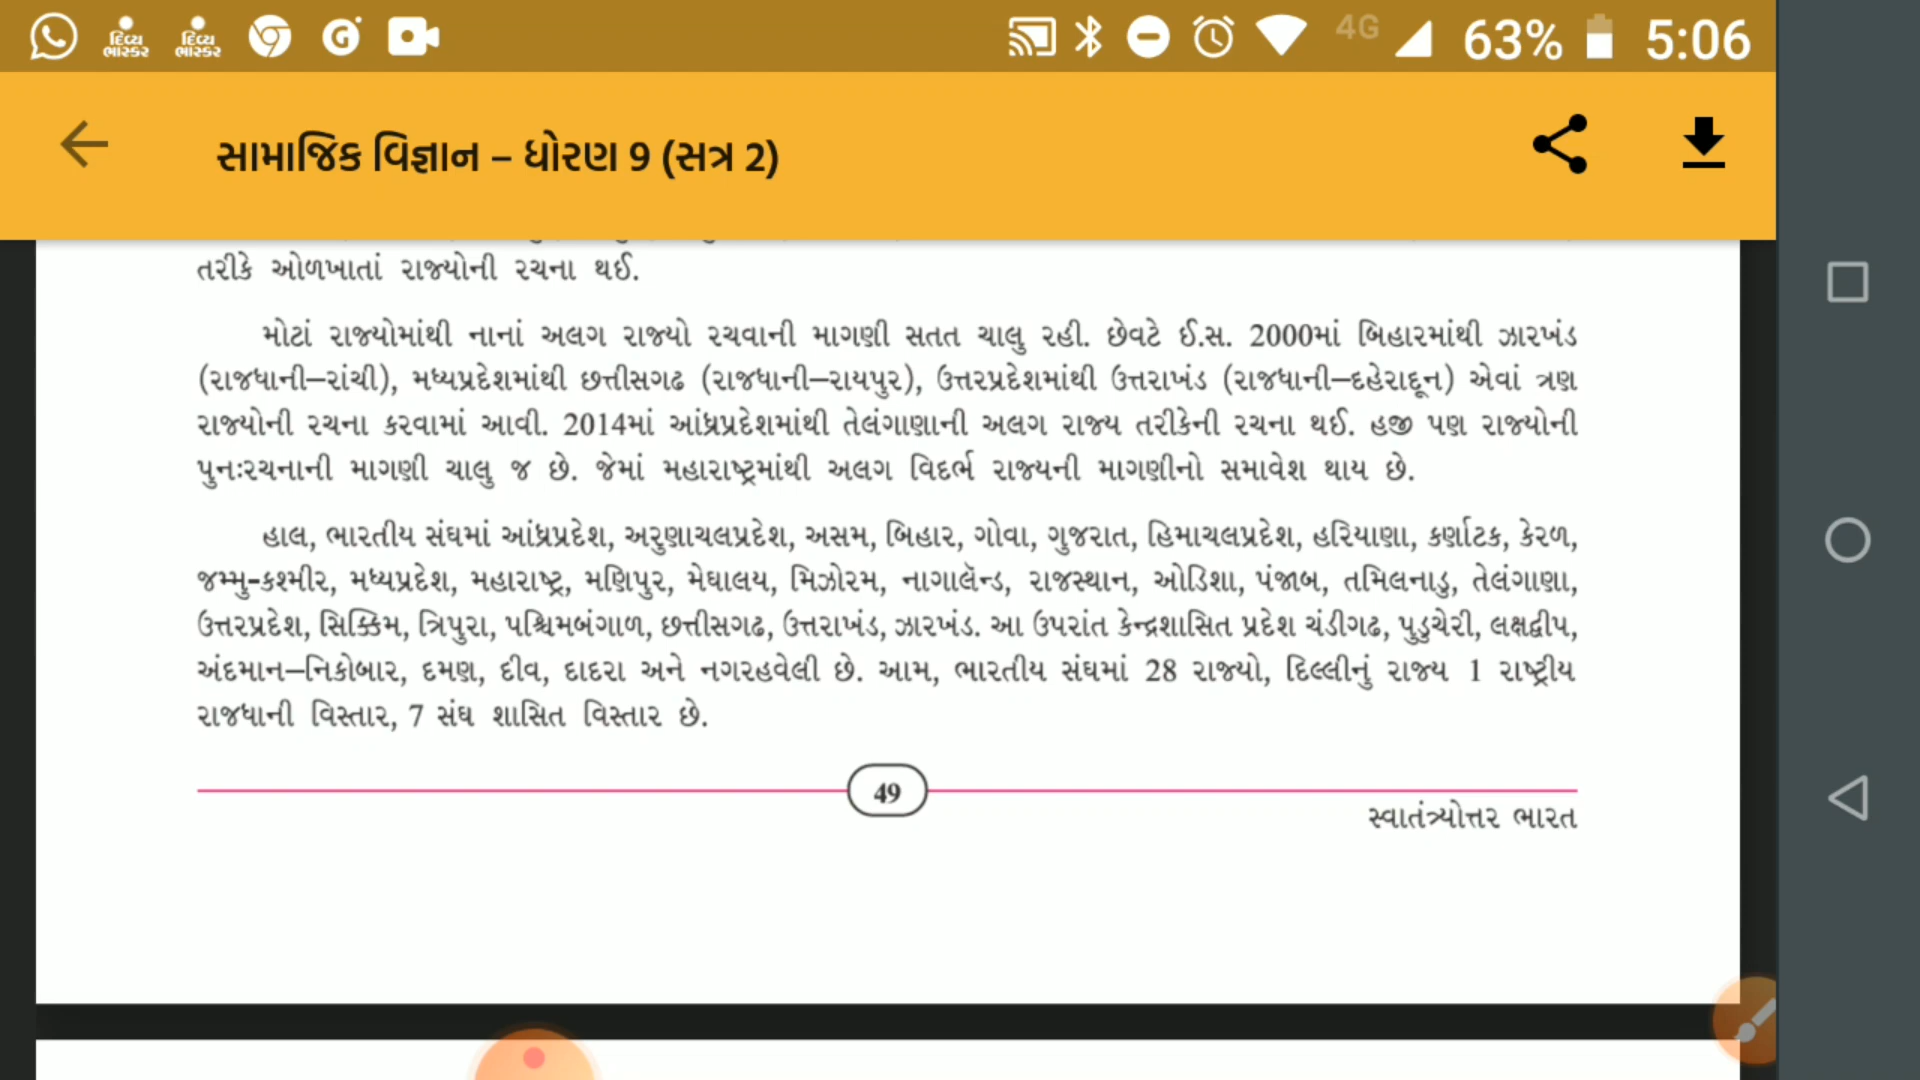 દિવ્ય ભાસ્કર દિવ્ય ભાસ્કર 4G 63% 5:06
સામાજિક વિજ્ઞાન – ધોરણ 9 (સત્ર 2)
તરીકે ઓળખાતાં રાજ્યોની રચના થઈ.
મોટાં રાજ્યોમાંથી નાનાં અલગ રાજ્યો રચવાની માગણી સતત ચાલુ રહી. છેવટે ઈ.સ. 2000માં બિહારમાંથી ઝારખંડ
(રાજધાની–રાંચી), મધ્યપ્રદેશમાંથી છત્તીસગઢ (રાજધાની–રાયપુર), ઉત્તરપ્રદેશમાંથી ઉત્તરાખંડ (રાજધાની–દહેરાદૂન) એવાં ત્રણ
રાજ્યોની રચના કરવામાં આવી. 2014માં આંધ્રપ્રદેશમાંથી તેલંગાણાની અલગ રાજ્ય તરીકેની રચના થઈ. હજી પણ રાજ્યોની
પુનઃરચનાની માગણી ચાલુ જ છે. જેમાં મહારાષ્ટ્રમાંથી અલગ વિદર્ભ રાજ્યની માગણીનો સમાવેશ થાય છે.
હાલ, ભારતીય સંઘમાં આંધ્રપ્રદેશ, અરુણાચલપ્રદેશ, અસમ, બિહાર, ગોવા, ગુજરાત, હિમાચલપ્રદેશ, હરિયાણા, કર્ણાટક, કેરળ,
જમ્મુ-કશ્મીર, મધ્યપ્રદેશ, મહારાષ્ટ્ર, મણિપુર, મેઘાલય, મિઝોરમ, નાગાલૅન્ડ, રાજસ્થાન, ઓડિશા, પંજાબ, તમિલનાડુ, તેલંગાણા,
ઉત્તરપ્રદેશ, સિક્કિમ, ત્રિપુરા, પશ્ચિમબંગાળ, છત્તીસગઢ, ઉત્તરાખંડ, ઝારખંડ. આ ઉપરાંત કેન્દ્રશાસિત પ્રદેશ ચંડીગઢ, પુડુચેરી, લક્ષદ્વીપ,
અંદમાન–નિકોબાર, દમણ, દીવ, દાદરા અને નગરહવેલી છે. આમ, ભારતીય સંઘમાં 28 રાજ્યો, દિલ્લીનું રાજ્ય 1 રાષ્ટ્રીય
રાજધાની વિસ્તાર, 7 સંઘ શાસિત વિસ્તાર છે.
49
સ્વાતંત્ર્યોત્તર ભારત